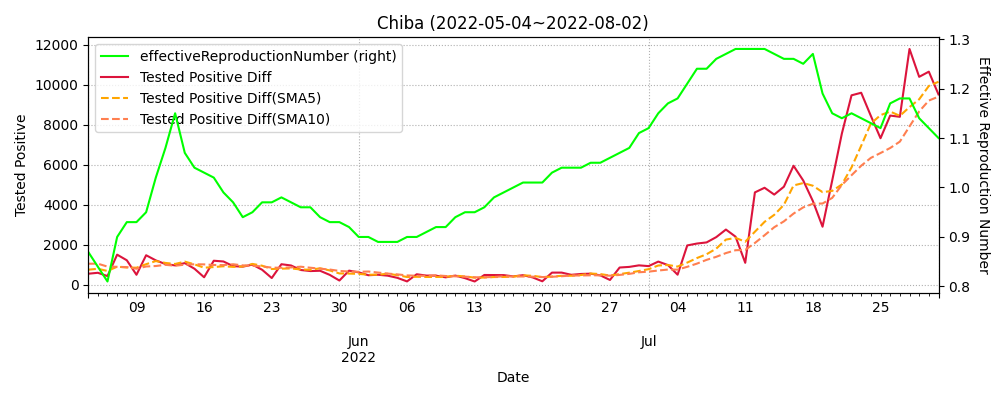 Chiba (2022-05-04~2022-08-02)
effectiveReproductionNumber (right)
Tested Positive Diff
Tested Positive Diff(SMA5)
Tested Positive Diff(SMA10)
Tested Positive
12000
10000
8000
6000
4000
2000
0
1.3
1.2
1.1
1.0
0.9
0.8
Effective Reproduction Number
09 16 23 30 06 13 20 27 04 11 18 25
Jun Jul
2022
Date